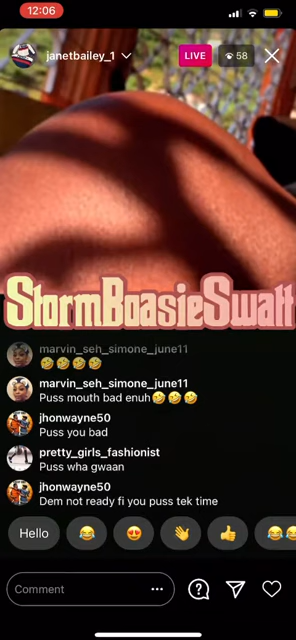 12:06
janetbailey_1
LIVE
58
StormBoasieSwatt
marvin_seh_simone_june11
🤣🤣🤣🤣
marvin_seh_simone_june11
Puss mouth bad enuh🤣🤣🤣
jhonwayne50
Puss you bad
pretty_girls_fashionist
Puss wha gwaan
jhonwayne50
Dem not ready fi you puss tek time
Hello
Comment